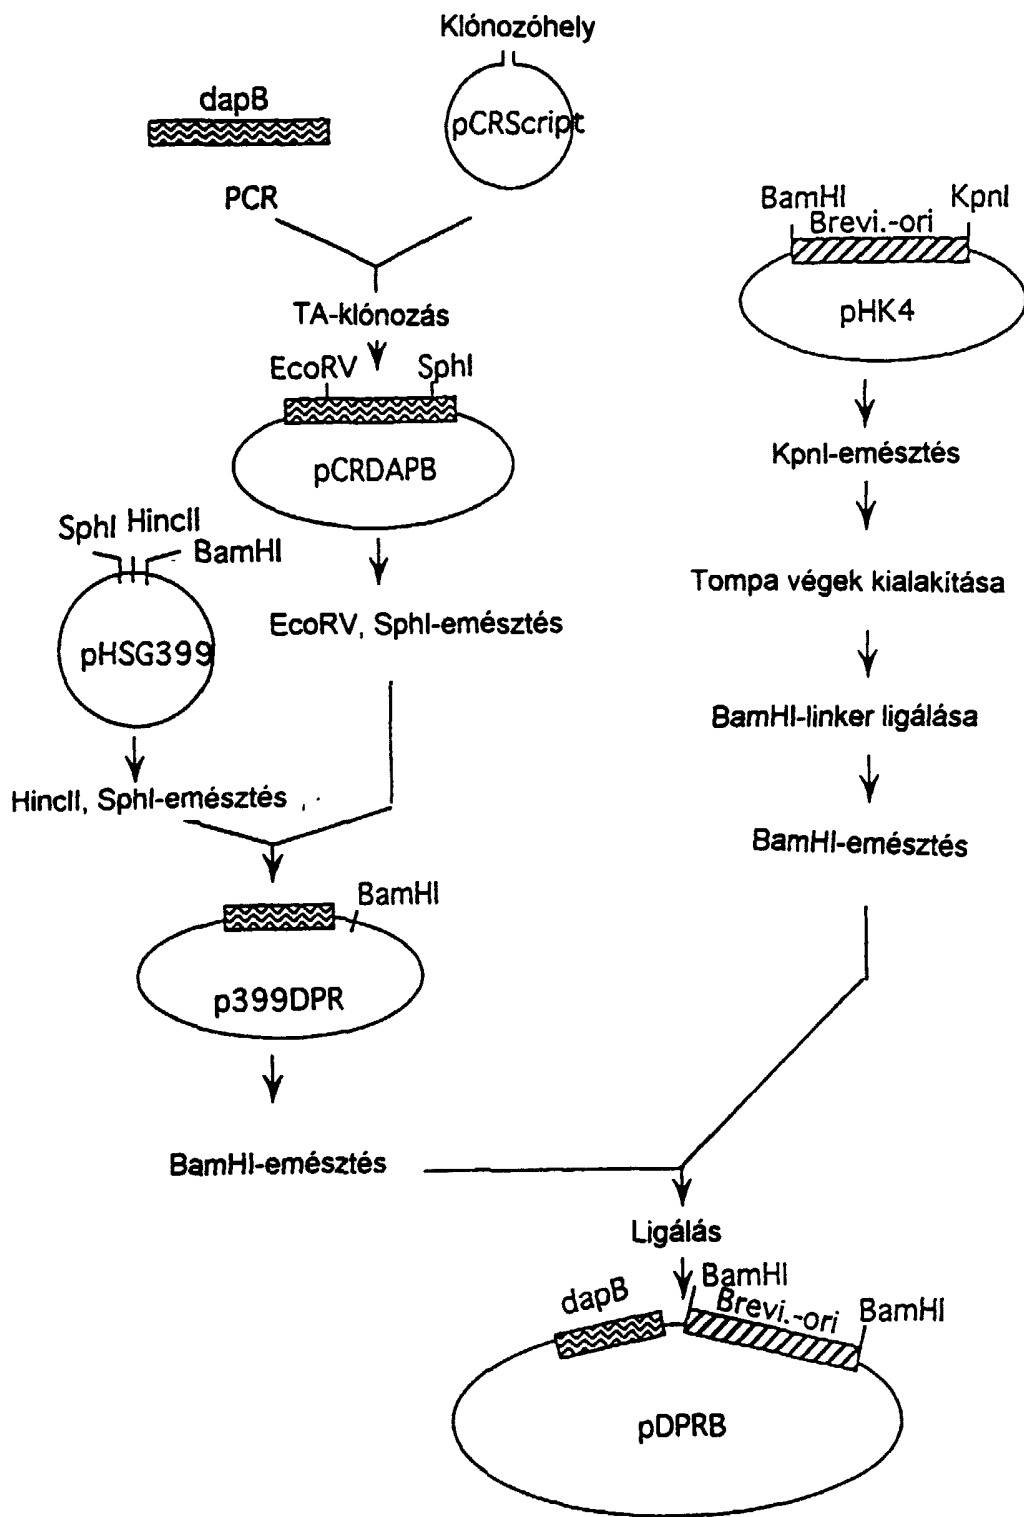 Klónozóhely
dapB
pCRScript
PCR
BamHI
KpnI
Brevi.-ori
pHK4
TA-klónozás
EcoRV
SphI
pCRDAPB
KpnI-emésztés
SphI
HincII
BamHI
pHSG399
EcoRV, SphI-emésztés
Tompa végek kialakítása
BamHI-linker ligálása
HincII, SphI-emésztés
BamHI-emésztés
BamHI
p399DPR
BamHI-emésztés
Ligálás
dapB
BamHI
Brevi.-ori
BamHI
pDPRB